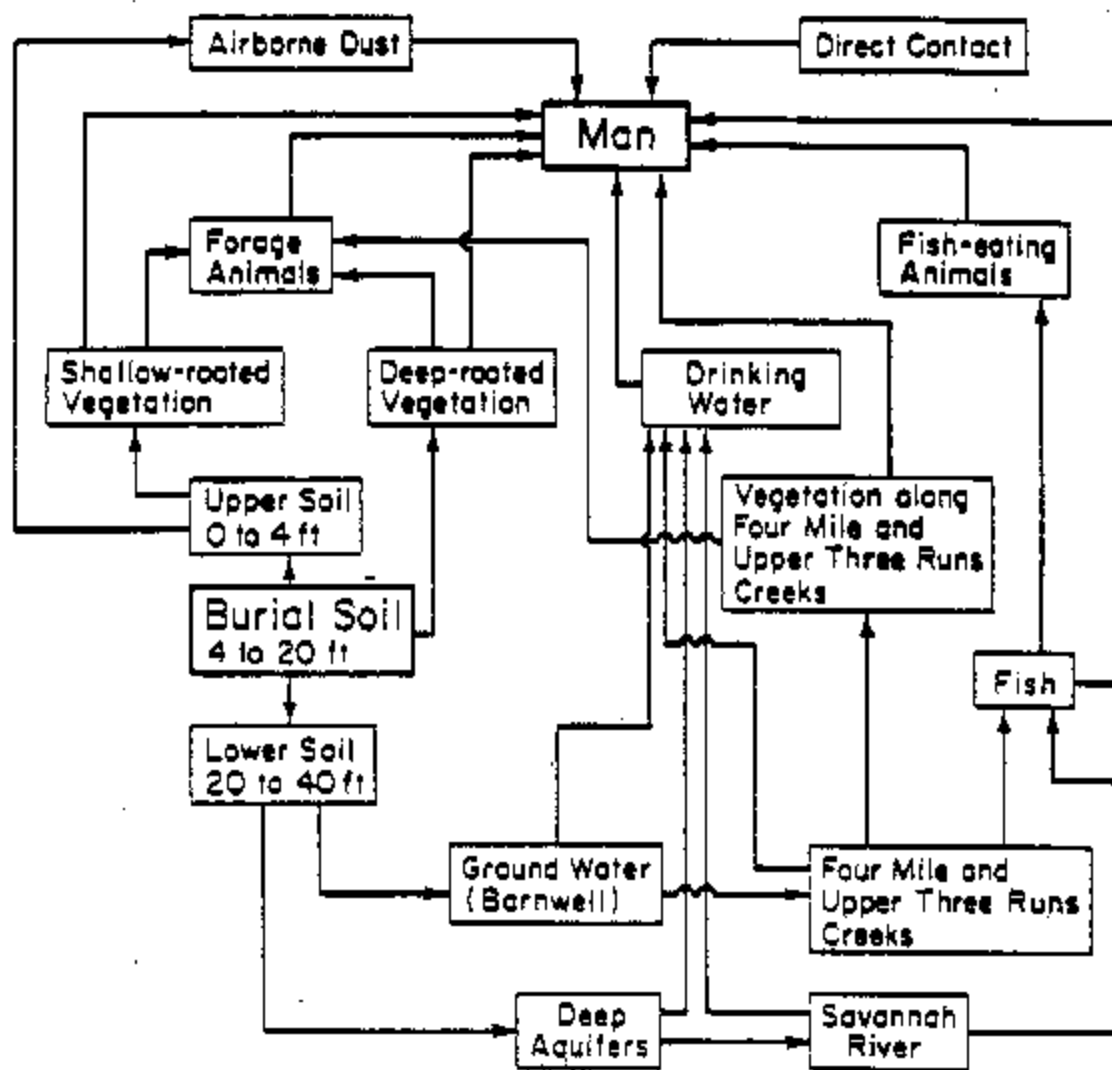 Airborne Dust
Direct Contact
Man
Forage
Animals
Fish-eating
Animals
Shallow-rooted
Vegetation
Deep-rooted
Vegetation
Drinking
Water
Upper Soil
0 to 4 ft
Vegetation along
Four Mile and
Upper Three Runs
Creeks
Burial Soil
4 to 20 ft
Fish
Lower Soil
20 to 40 ft
Ground Water
(Barnwell)
Four Mile and
Upper Three Runs
Creeks
Deep
Aquifers
Savannah
River